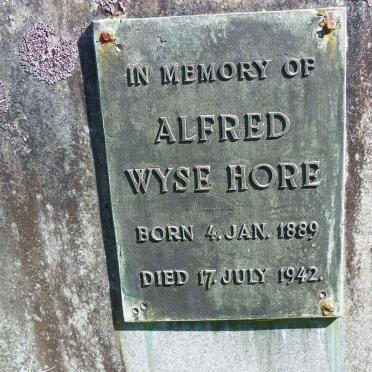 IN MEMORY OF
ALFRED
WYSE HORE
BORN 4. JAN. 1889
DIED 17. JULY 1942.